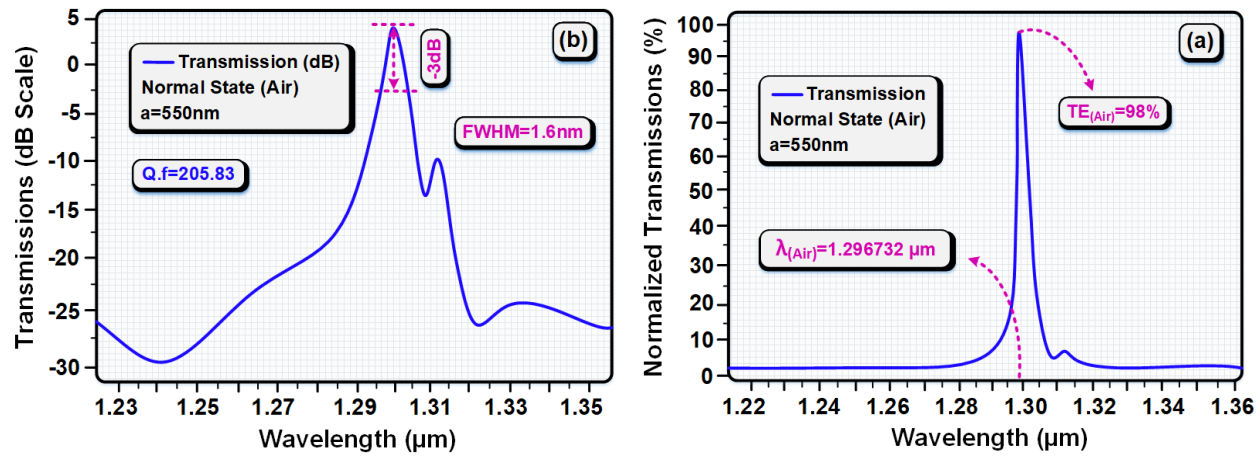 Transmissions (dB Scale)
5
0
-5
-10
-15
-20
-25
-30
Transmission (dB)
Normal State (Air)
a=550nm
Q.f=205.83
-3dB
FWHM=1.6nm
(b)
1.23 1.25 1.27 1.29 1.31 1.33 1.35
Wavelength (µm)
Normalized Transmissions (%)
100
90
80
70
60
50
40
30
20
10
0
Transmission
Normal State (Air)
a=550nm
(a)
TE(Air)=98%
λ(Air)=1.296732 µm
1.22 1.24 1.26 1.28 1.30 1.32 1.34 1.36
Wavelength (µm)